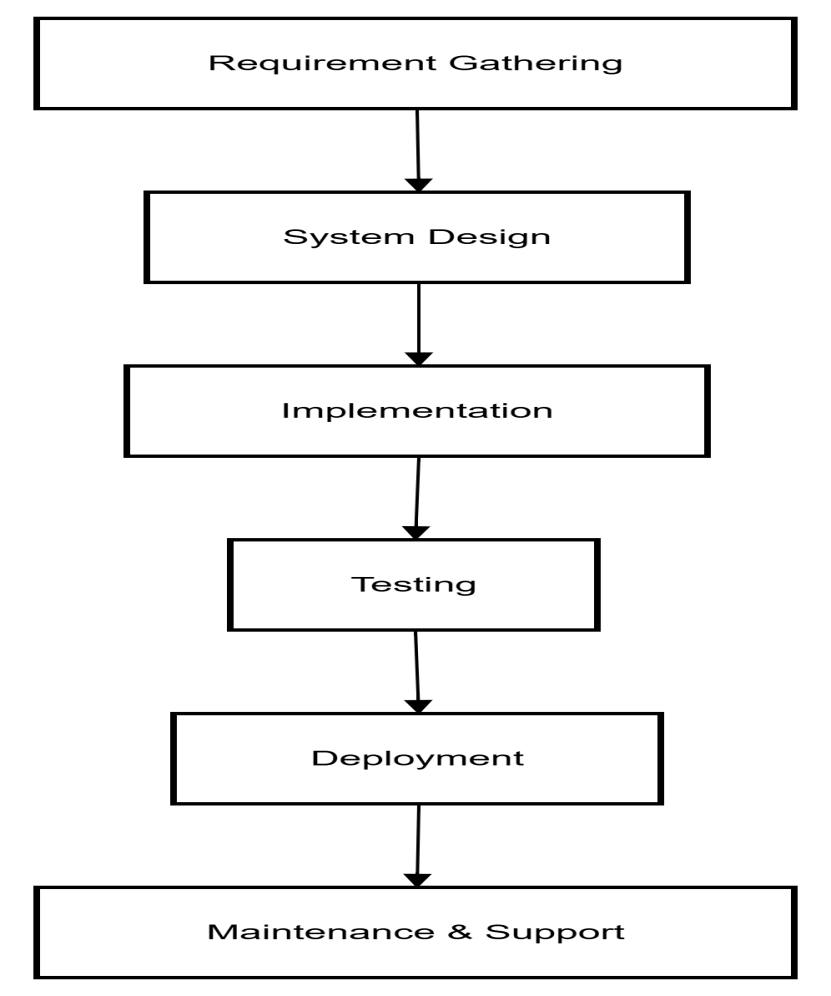 Requirement Gathering
System Design
Implementation
Testing
Deployment
Maintenance & Support